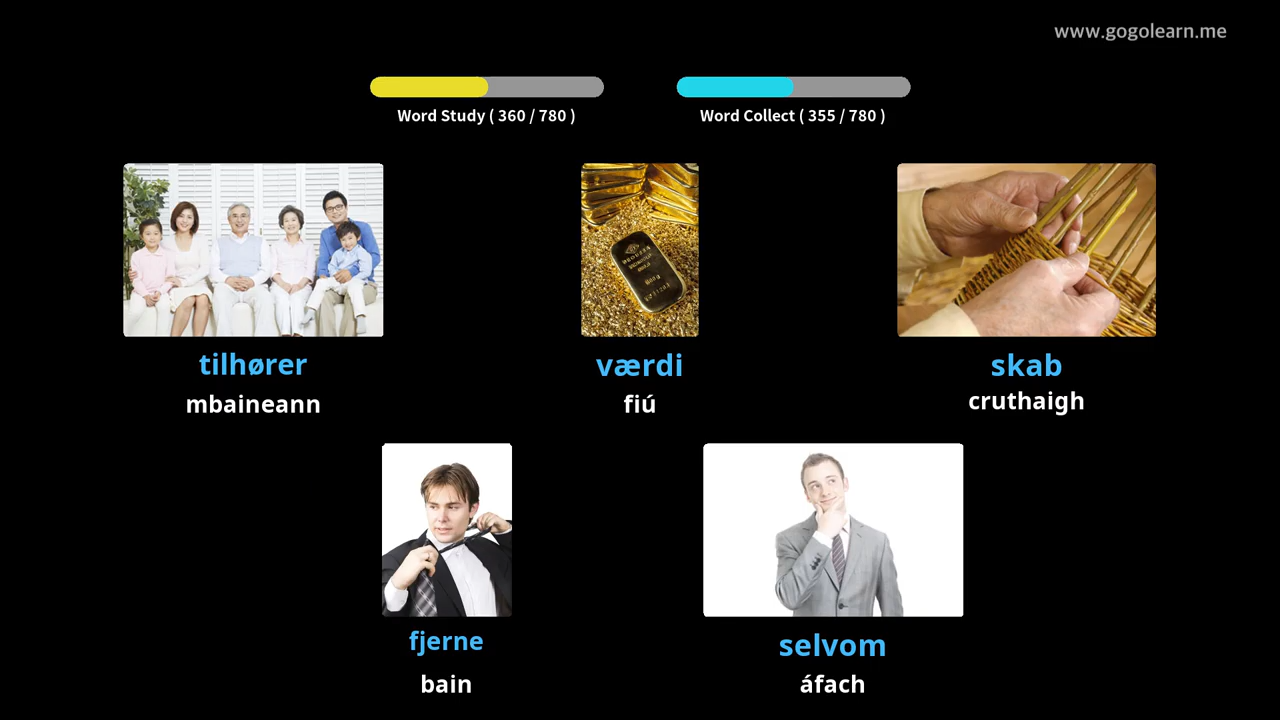 www.gogolearn.me
Word Study ( 360 / 780 )
Word Collect ( 355 / 780 )
tilhører
mbaineann
værdi
fiú
skab
cruthaigh
fjerne
bain
selvom
áfach